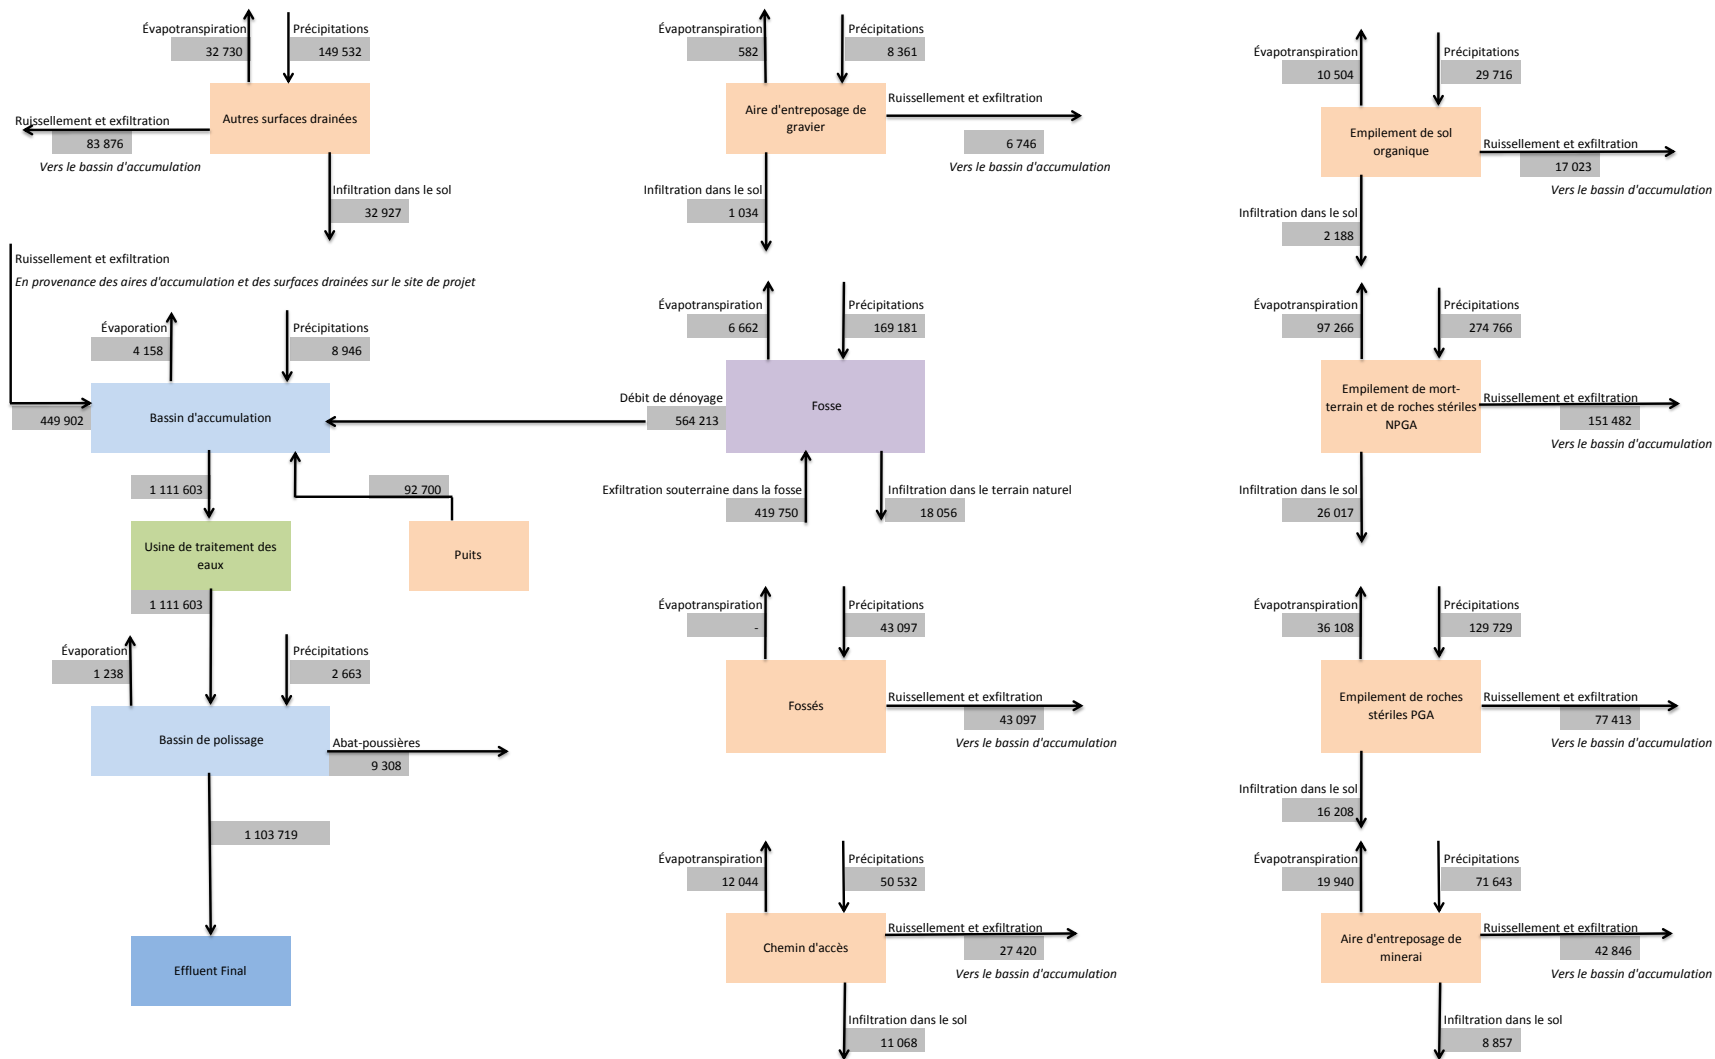 Évapotranspiration
Précipitations
32 730
149 532
Autres surfaces drainées
Ruissellement et exfiltration
83 876
Vers le bassin d'accumulation
Infiltration dans le sol
32 927
Évapotranspiration
Précipitations
582
8 361
Aire d'entreposage de
gravier
Ruissellement et exfiltration
6 746
Vers le bassin d'accumulation
Infiltration dans le sol
1 034
Évapotranspiration
Précipitations
10 504
29 716
Empilement de sol
organique
Ruissellement et exfiltration
17 023
Vers le bassin d'accumulation
Infiltration dans le sol
2 188
Ruissellement et exfiltration
En provenance des aires d'accumulation et des surfaces drainées sur le site de projet
Évaporation
Précipitations
4 158
8 946
449 902
Bassin d'accumulation
Débit de dénoyage
564 213
Évapotranspiration
Précipitations
6 662
169 181
Fosse
Exfiltration souterraine dans la fosse
419 750
Infiltration dans le terrain naturel
18 056
Évapotranspiration
Précipitations
97 266
274 766
Empilement de mort-
terrain et de roches stériles
NPGA
Ruissellement et exfiltration
151 482
Vers le bassin d'accumulation
Infiltration dans le sol
26 017
1 111 603
92 700
Usine de traitement des
eaux
Puits
1 111 603
Évaporation
Précipitations
1 238
2 663
Bassin de polissage
Abat-poussières
9 308
1 103 719
Effluent Final
Évapotranspiration
Précipitations
-
43 097
Fossés
Ruissellement et exfiltration
43 097
Vers le bassin d'accumulation
Évapotranspiration
Précipitations
36 108
129 729
Empilement de roches
stériles PGA
Ruissellement et exfiltration
77 413
Vers le bassin d'accumulation
Infiltration dans le sol
16 208
Évapotranspiration
Précipitations
12 044
50 532
Chemin d'accès
Ruissellement et exfiltration
27 420
Vers le bassin d'accumulation
Infiltration dans le sol
11 068
Évapotranspiration
Précipitations
19 940
71 643
Aire d'entreposage de
minerai
Ruissellement et exfiltration
42 846
Vers le bassin d'accumulation
Infiltration dans le sol
8 857